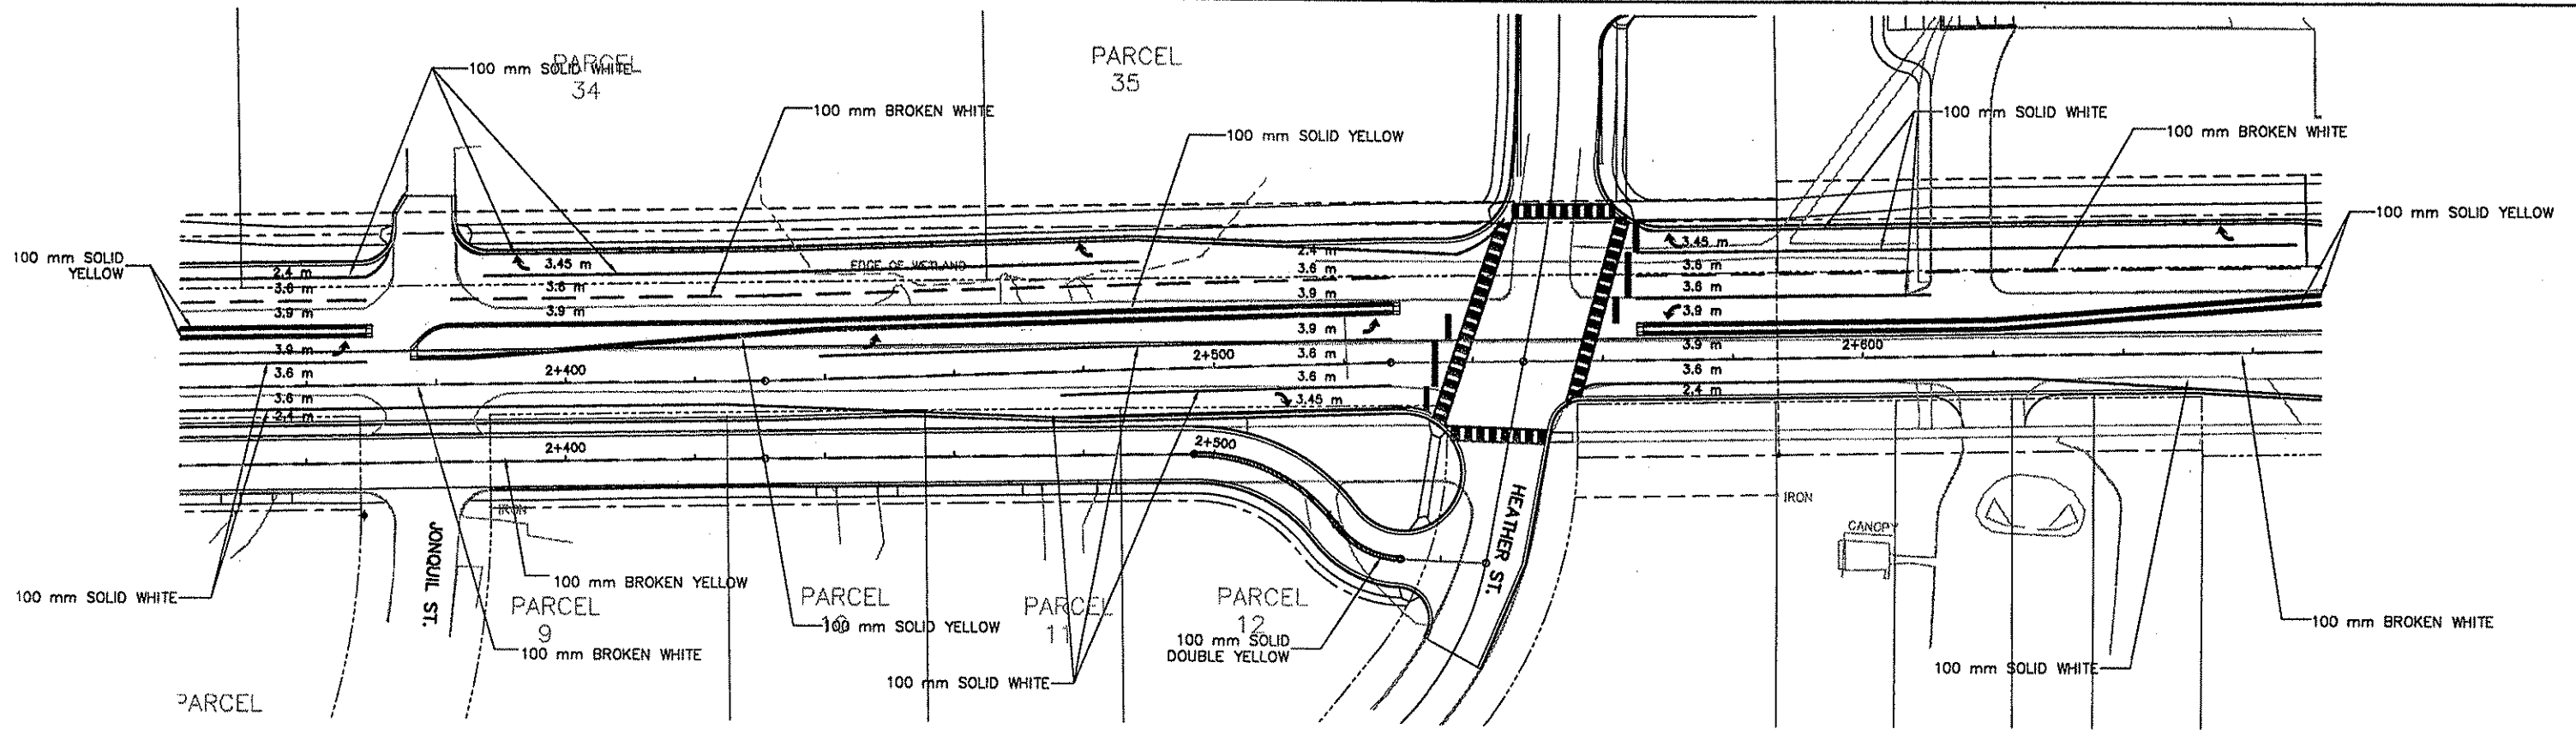 PARCEL
34
100 mm SOLID WHITE
PARCEL
35
100 mm BROKEN WHITE
100 mm SOLID YELLOW
100 mm SOLID WHITE
100 mm BROKEN WHITE
100 mm SOLID YELLOW
100 mm SOLID
YELLOW
2.4 m
3.6 m
3.9 m
3.9 m
3.6 m
3.6 m
2.4 m
3.45 m
3.6 m
3.9 m
EDGE OF WETLAND
2.4 m
3.6 m
3.9 m
3.9 m
3.6 m
3.6 m
3.45 m
3.45 m
3.6 m
3.6 m
3.9 m
3.9 m
3.6 m
2.4 m
2+400
2+500
2+600
2+400
2+500
IRON
IRON
CANOPY
JONQUIL ST.
HEATHER ST.
100 mm SOLID WHITE
100 mm BROKEN YELLOW
PARCEL
9
100 mm BROKEN WHITE
PARCEL
10
100 mm SOLID YELLOW
PARCEL
11
100 mm SOLID WHITE
PARCEL
12
100 mm SOLID
DOUBLE YELLOW
100 mm BROKEN WHITE
100 mm SOLID WHITE
PARCEL